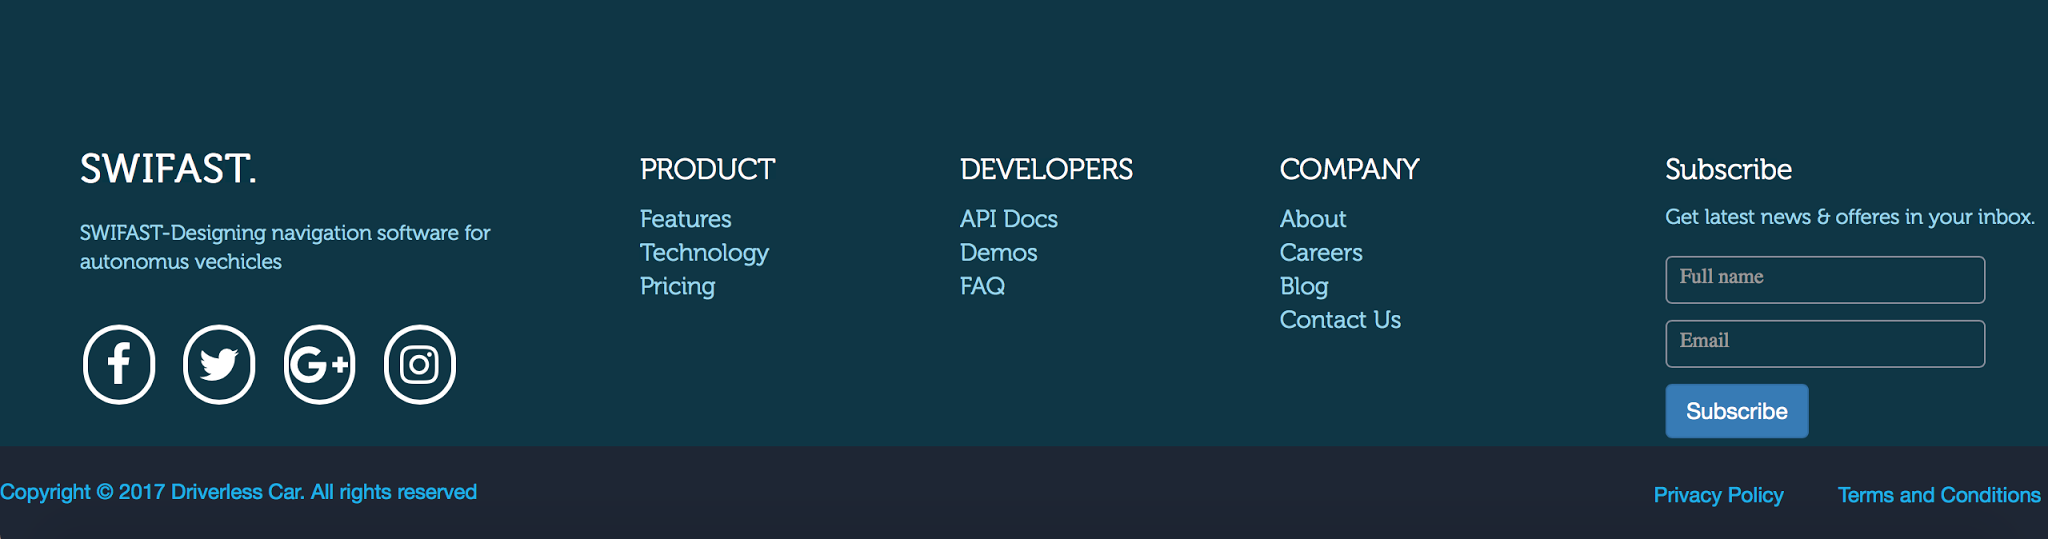 SWIFAST.
SWIFAST-Designing navigation software for
autonomus vechicles
PRODUCT
Features
Technology
Pricing
DEVELOPERS
API Docs
Demos
FAQ
COMPANY
About
Careers
Blog
Contact Us
Subscribe
Get latest news & offeres in your inbox.
Full name
Email
Subscribe
Copyright © 2017 Driverless Car. All rights reserved
Privacy Policy
Terms and Conditions